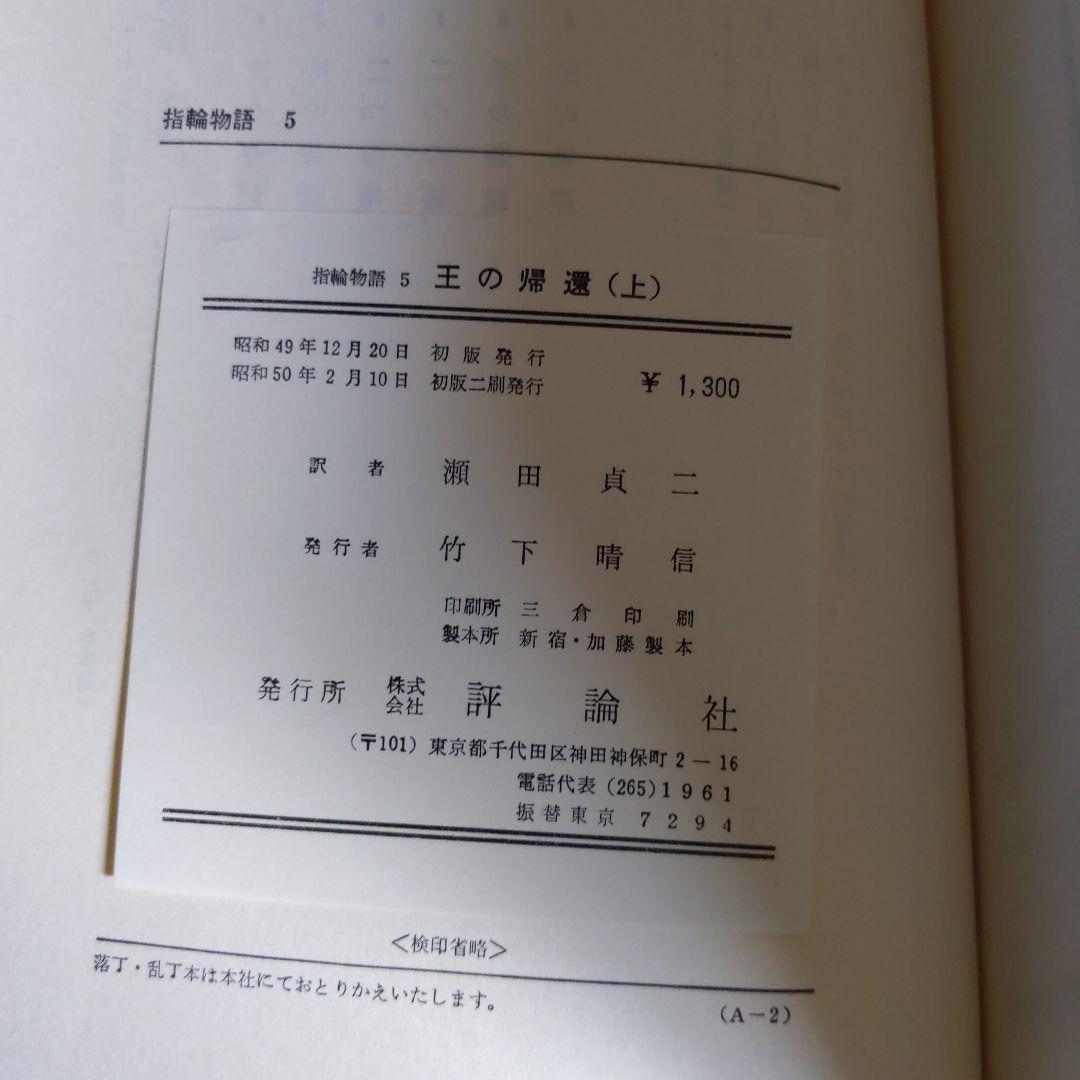 指輪物語 5
指輪物語 5 王の帰還(上)
昭和49年12月20日 初版発行
昭和50年2月10日 初版二刷発行
¥ 1,300
訳者 瀬田貞二
発行者 竹下晴信
印刷所 三倉印刷
製本所 新宿・加藤製本
発行所 株式会社 評論社
(〒101) 東京都千代田区神田神保町2-16
電話代表 (265)1961
振替東京 7294
<検印省略>
落丁・乱丁本は本社にておとりかえいたします。
(A-2)